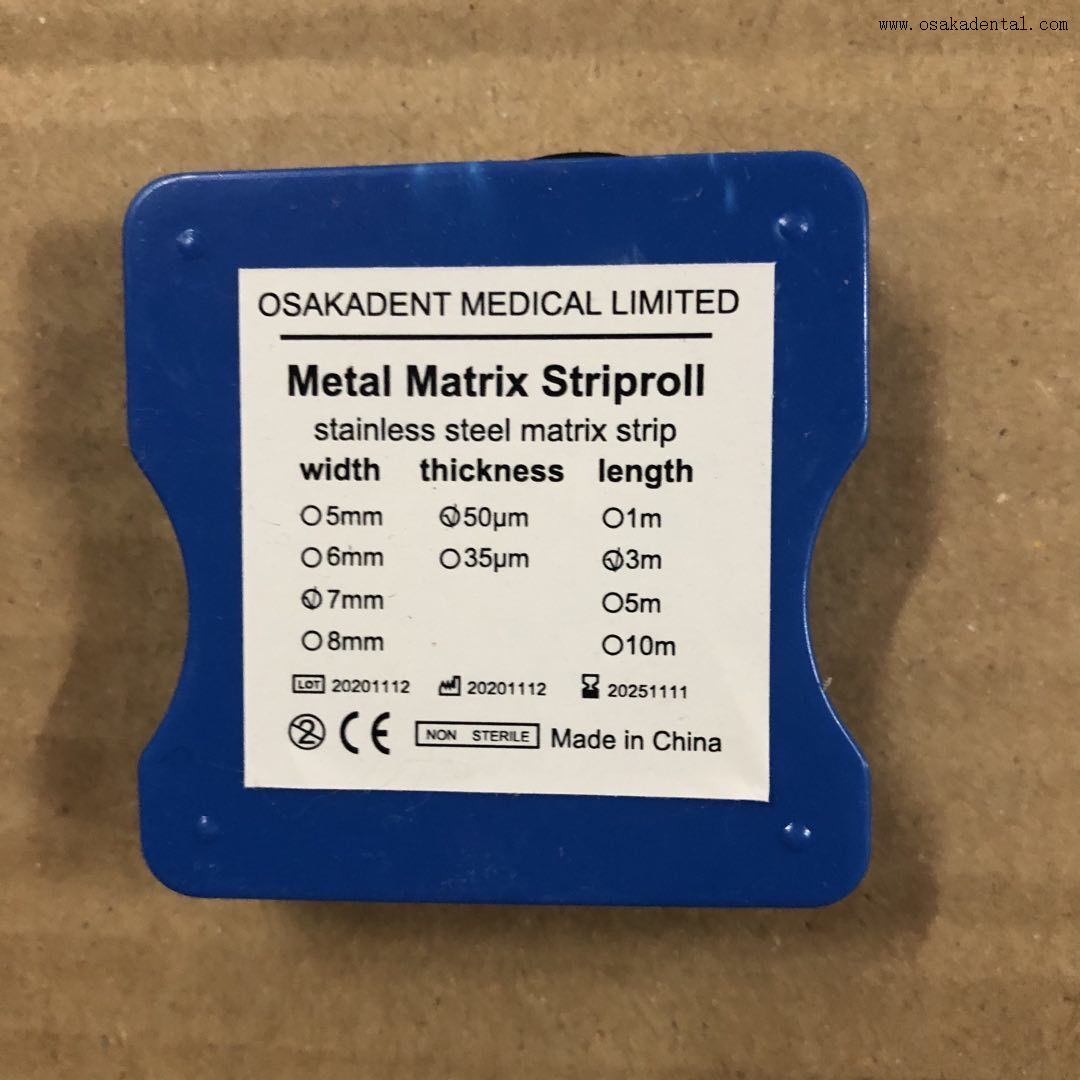 www.osakadental.com
OSAKADENT MEDICAL LIMITED
Metal Matrix Striproll
stainless steel matrix strip
width thickness length
5mm 50µm 1m
6mm 35µm 3m
7mm 5m
8mm 10m
LOT 20201112 20201112 20251111
2 CE NON STERILE Made in China